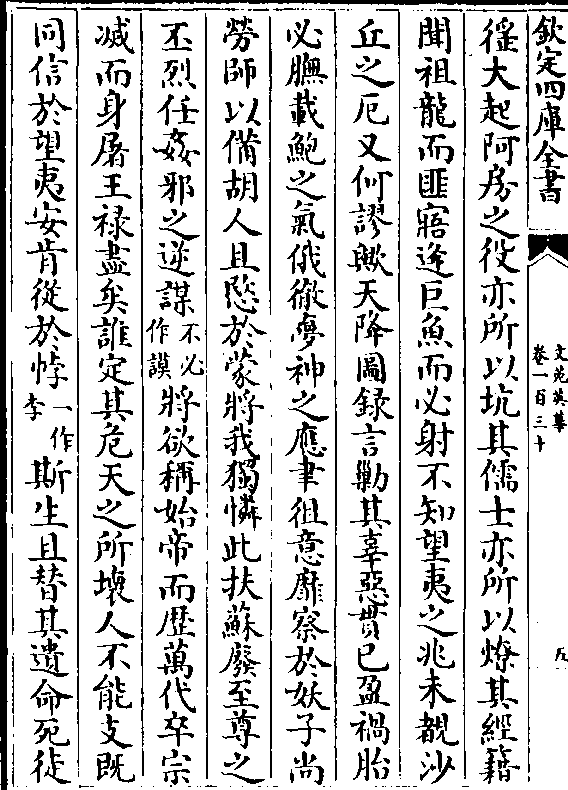 欽定四庫全書
文苑英華
卷一百三十
九
徭大起阿房之役亦所以坑其儒士亦所以燎其經籍
聞祖龍而匪寤逢巨魚而必射不知望夷之兆未覩沙
丘之厄又何謬歟天降圖錄言勦其辜惡貫已盈禍胎
必膴載鮑之氣俄徹夢神之應聿徂意靡察於妖子尚
勞師以備胡人且愍於蒙將我獨憐此扶蘇廢至尊之
丕烈任姦邪之逆謀不必作謨將欲稱始帝而歴萬代卒宗
滅而身屠王禄盡矣誰定其危天之所壞人不能支既
同信於望夷安肯從於悖一作李斯生且替其遺命死徒